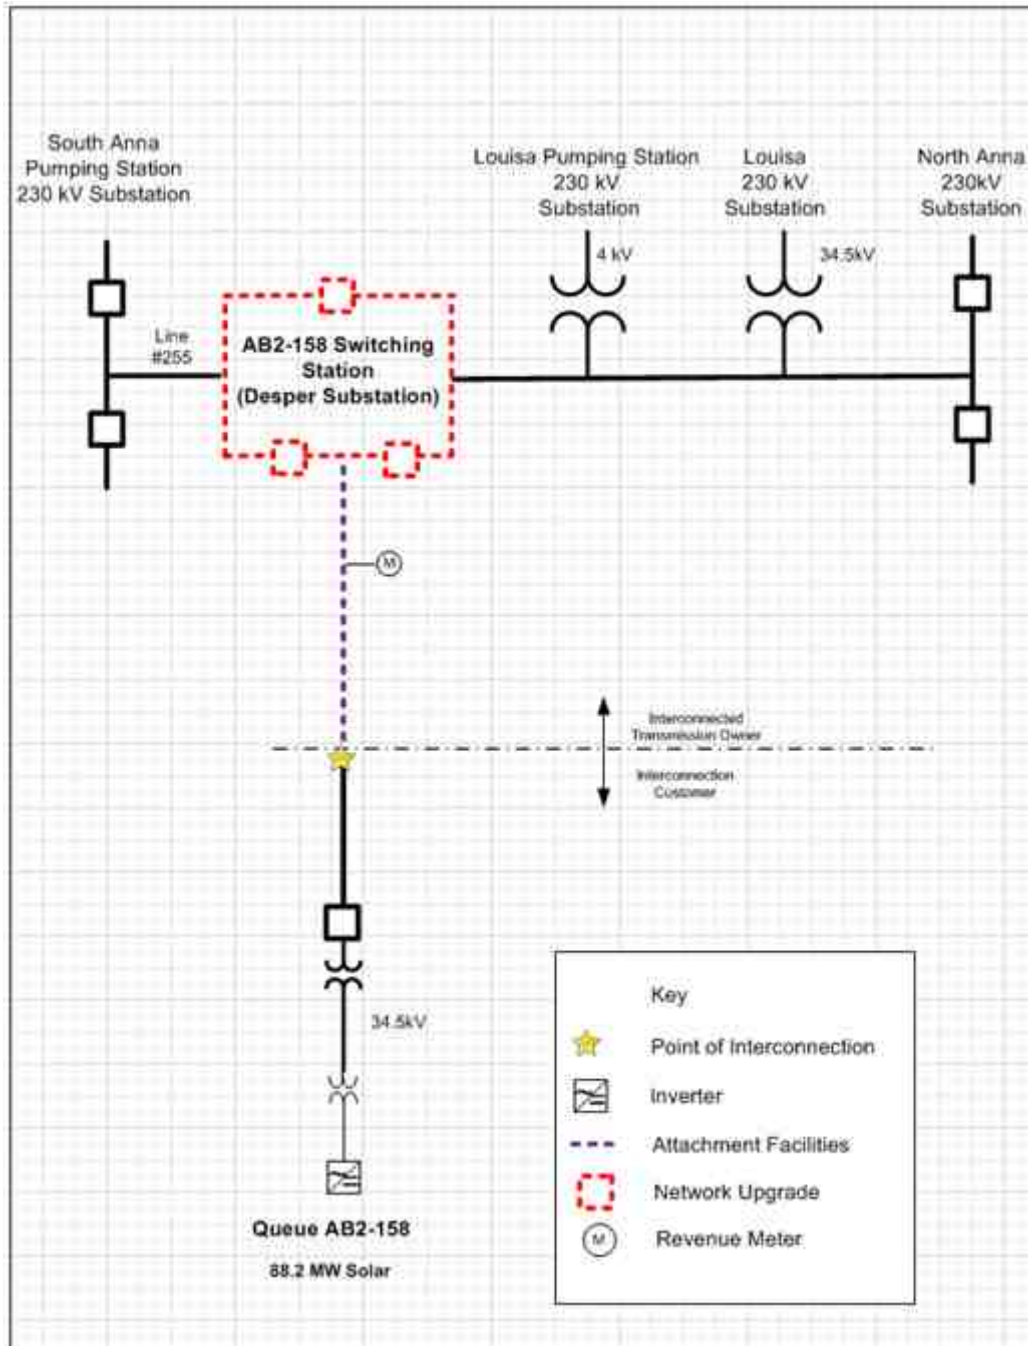 South Anna
Pumping Station
230 kV Substation
Louisa Pumping Station
230 kV
Substation
Louisa
230 kV
Substation
North Anna
230kV
Substation
4 kV
34.5kV
Line
#255
AB2-158 Switching
Station
(Desper Substation)
M
Interconnected
Transmission Owner
Interconnection
Customer
34.5kV
Queue AB2-158
88.2 MW Solar
Key
Point of Interconnection
Inverter
Attachment Facilities
Network Upgrade
M
Revenue Meter